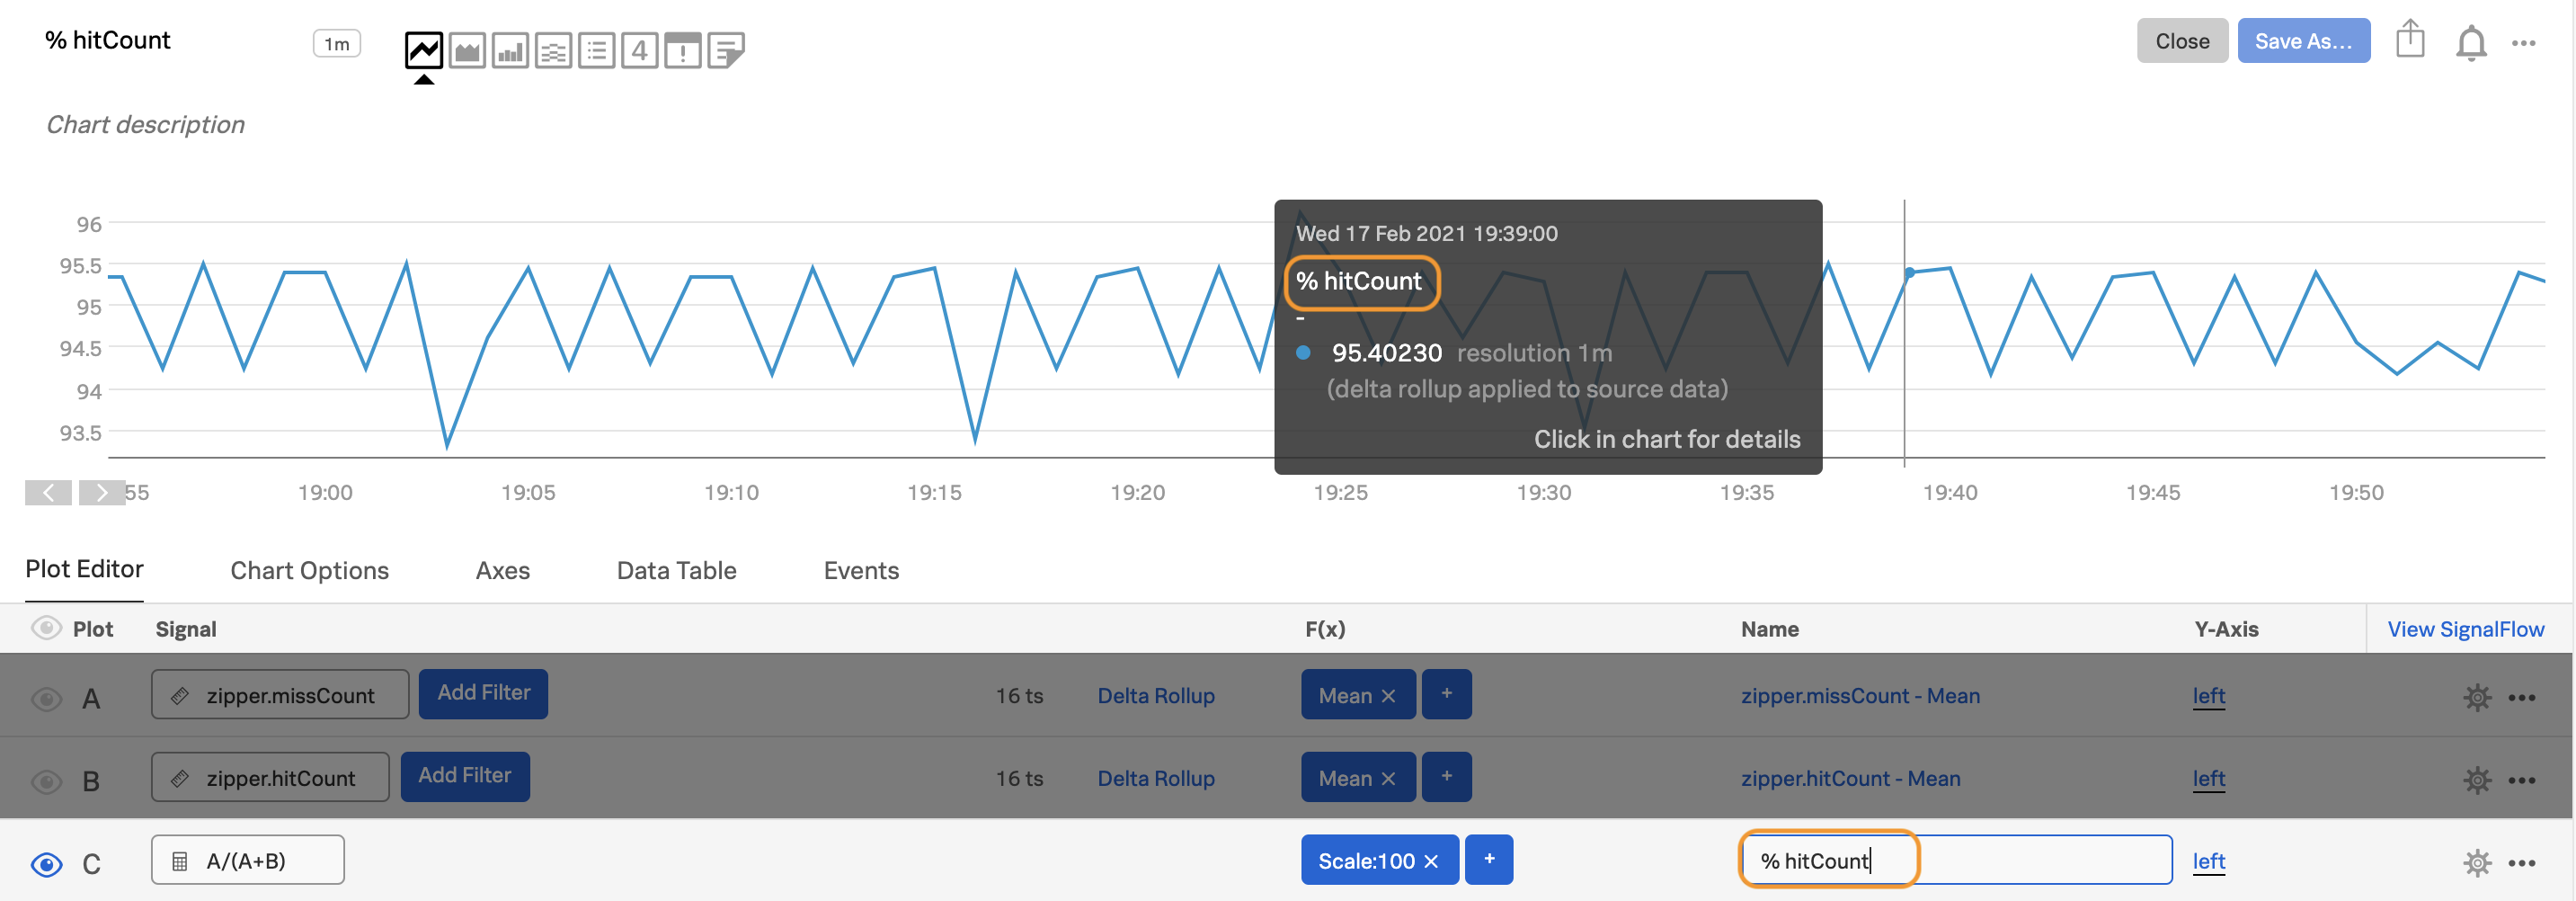 % hitCount 1m 4 Close Save As... ...
Chart description
96
95.5
95
94.5
94
93.5
Wed 17 Feb 2021 19:39:00
% hitCount
-
95.40230 resolution 1m
(delta rollup applied to source data)
Click in chart for details
< > 55 19:00 19:05 19:10 19:15 19:20 19:25 19:30 19:35 19:40 19:45 19:50
Plot Editor Chart Options Axes Data Table Events
Plot Signal F(x) Name Y-Axis View SignalFlow
A zipper.missCount Add Filter 16 ts Delta Rollup Mean × + zipper.missCount - Mean left ...
B zipper.hitCount Add Filter 16 ts Delta Rollup Mean × + zipper.hitCount - Mean left ...
C A/(A+B) Scale:100 × + % hitCount left ...